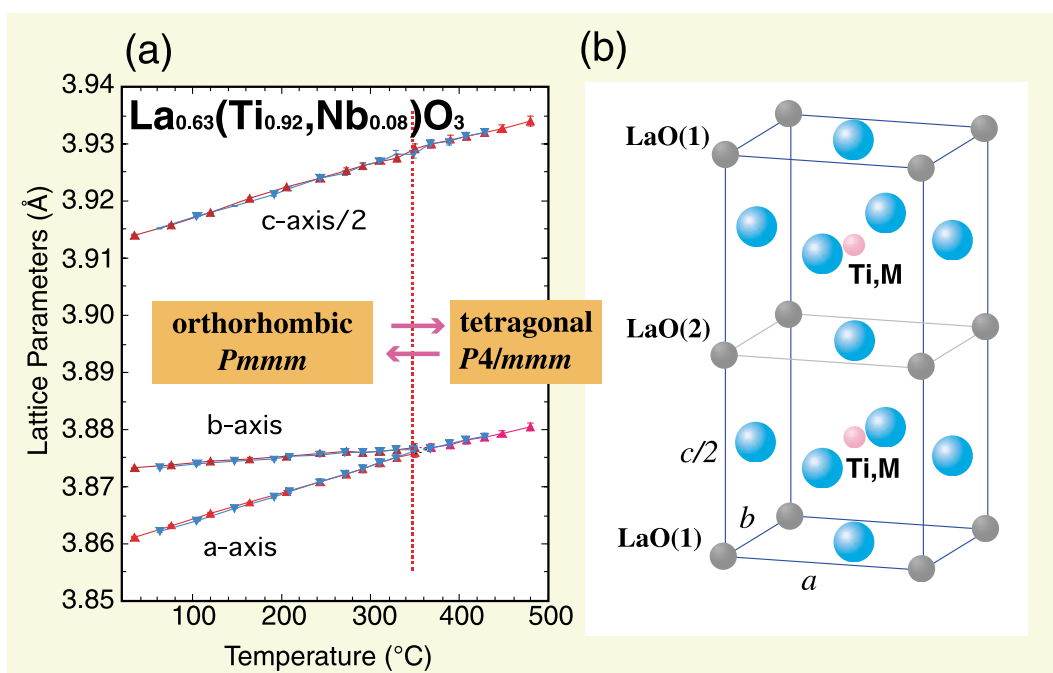 (a)
La0.63(Ti0.92,Nb0.08)O3
3.94
3.93
3.92
3.91
3.90
3.89
3.88
3.87
3.86
3.85
Lattice Parameters (Å)
c-axis/2
orthorhombic
Pmmm
tetragonal
P4/mmm
b-axis
a-axis
100
200
300
400
500
Temperature (°C)
(b)
LaO(1)
Ti,M
LaO(2)
c/2
Ti,M
b
LaO(1)
a